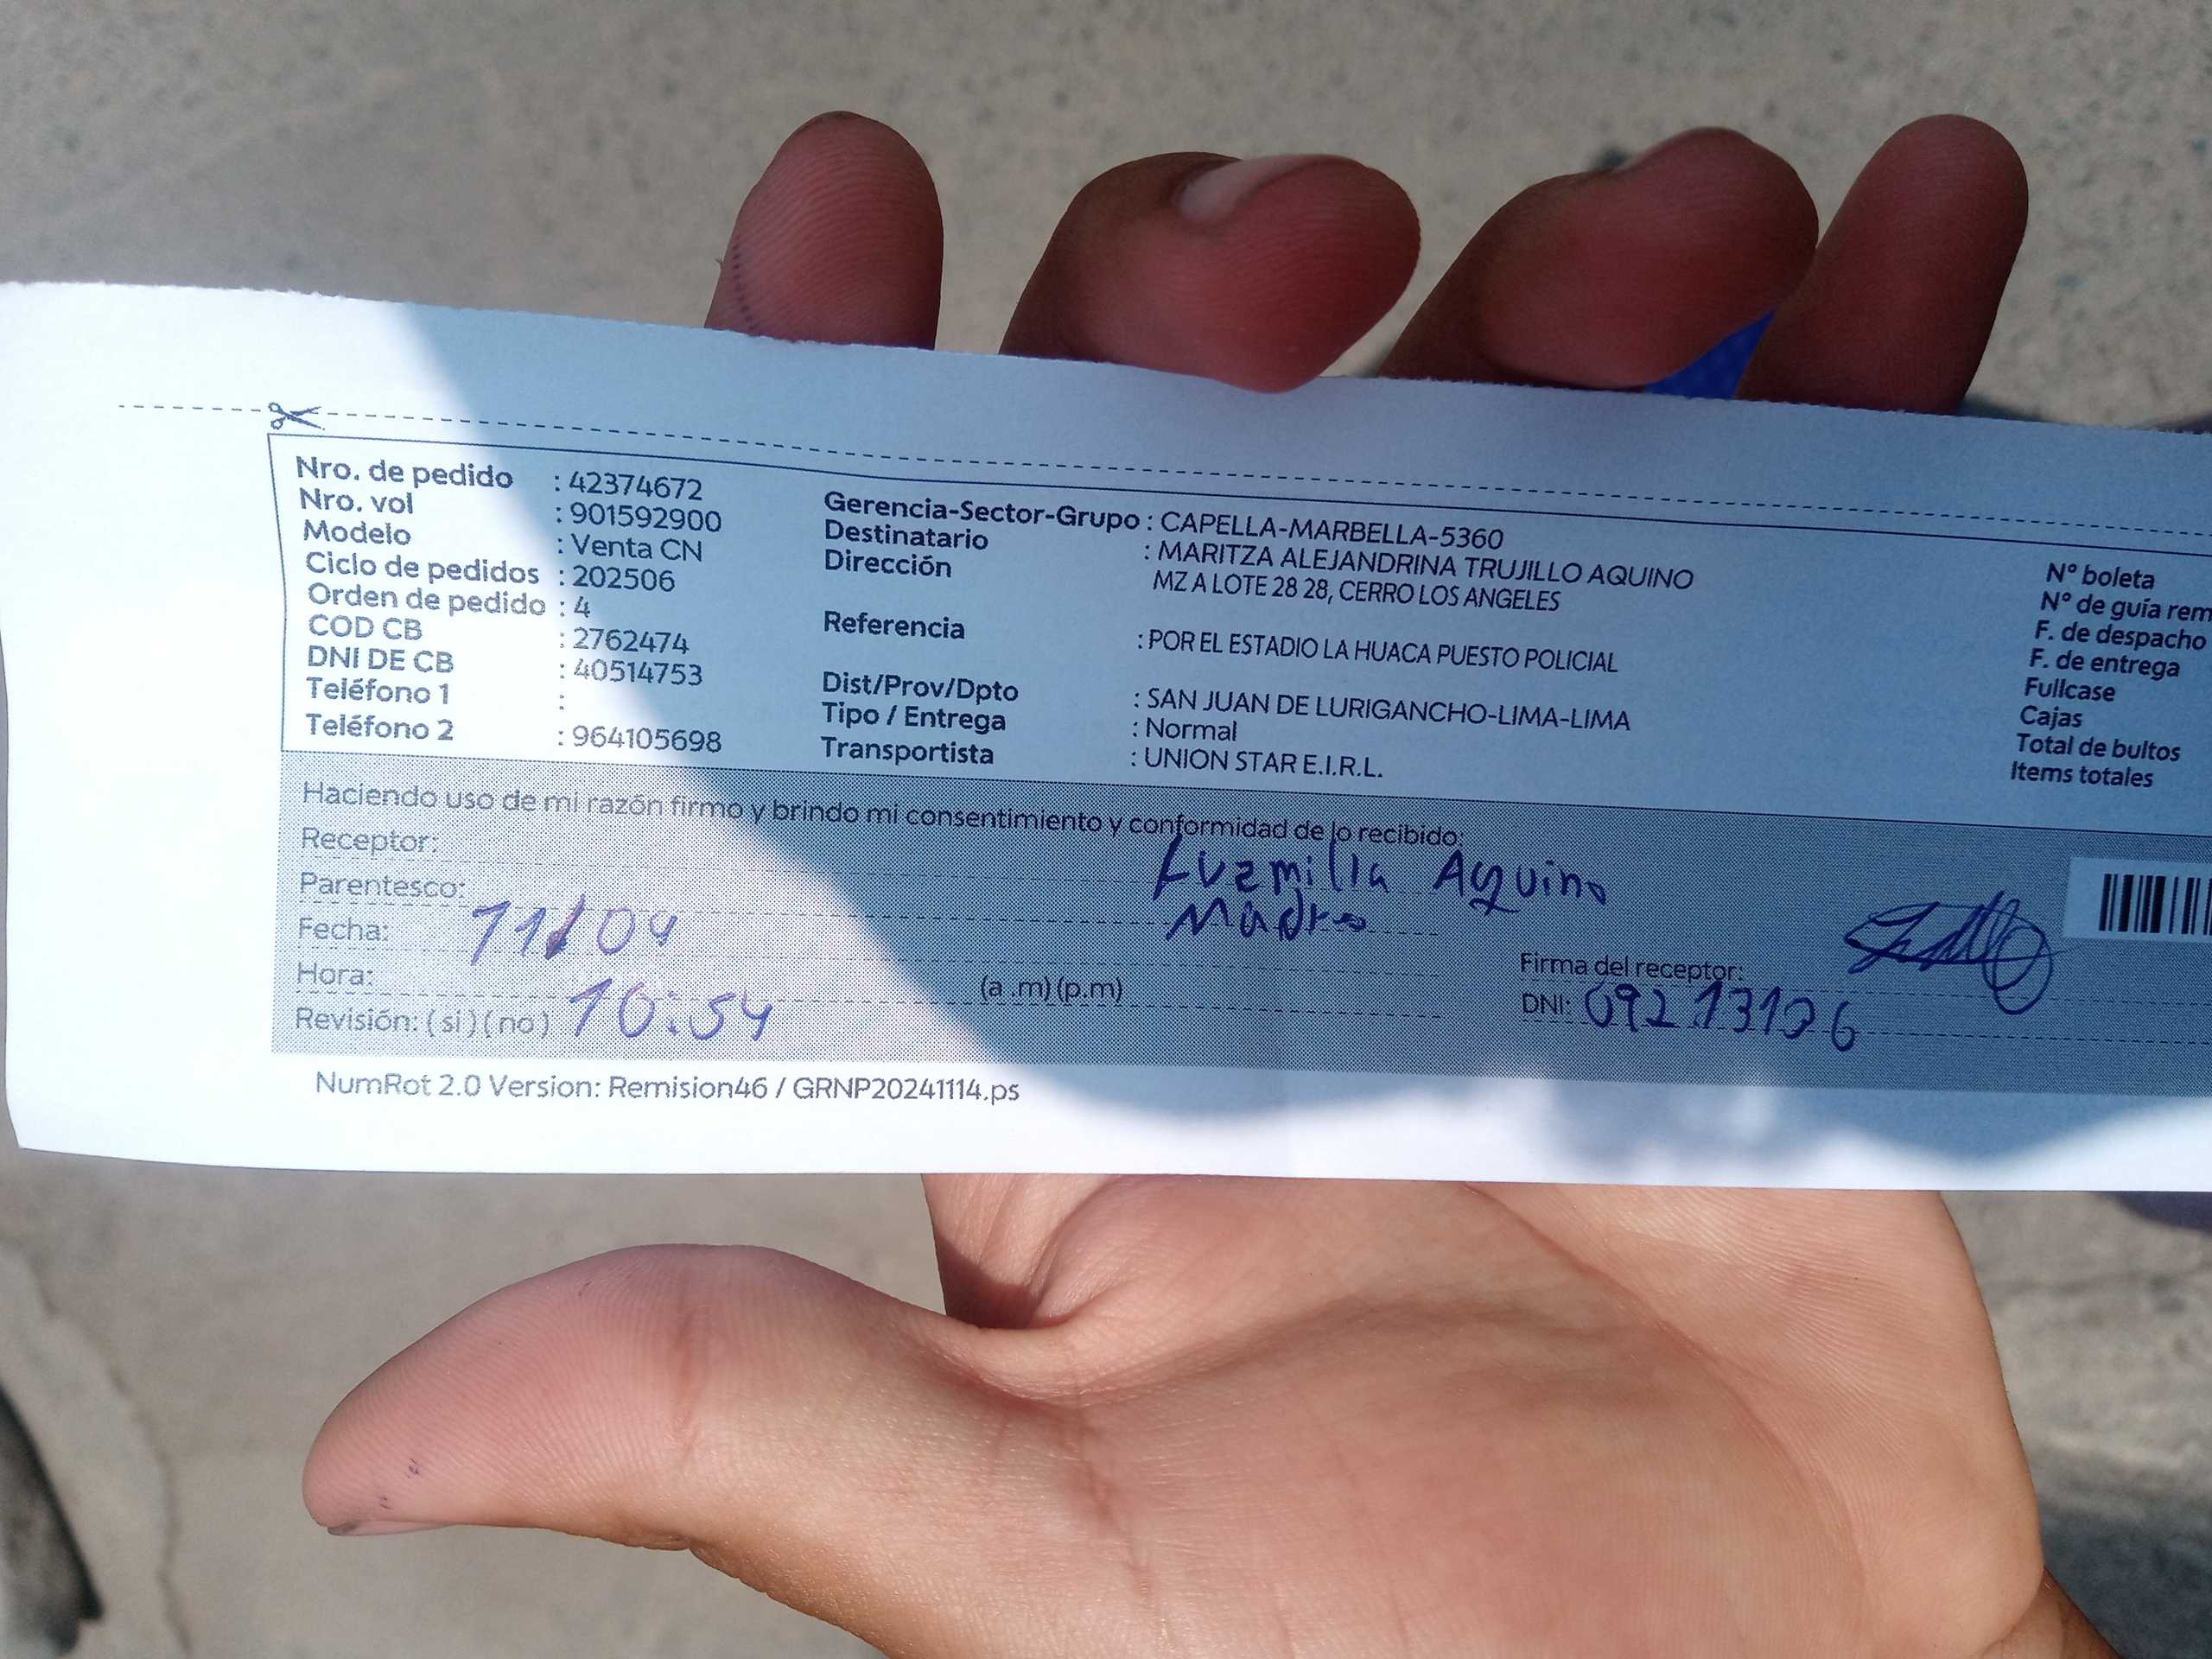 Nro. de pedido : 42374672
Nro. vol : 901592900
Modelo : Venta CN
Ciclo de pedidos : 202506
Orden de pedido : 4
COD CB : 2762474
DNI DE CB : 40514753
Teléfono 1 :
Teléfono 2 : 964105698
Gerencia-Sector-Grupo : CAPELLA-MARBELLA-5360
Destinatario : MARITZA ALEJANDRINA TRUJILLO AQUINO
Dirección MZ A LOTE 28 28, CERRO LOS ANGELES
Referencia : POR EL ESTADIO LA HUACA PUESTO POLICIAL
Dist/Prov/Dpto : SAN JUAN DE LURIGANCHO-LIMA-LIMA
Tipo / Entrega : Normal
Transportista : UNION STAR E.I.R.L.
N° boleta
N° de guía rem
F. de despacho
F. de entrega
Fullcase
Cajas
Total de bultos
Items totales
Haciendo uso de mi razón firmo y brindo mi consentimiento y conformidad de lo recibido:
Receptor: Luzmilla Aquino
Parentesco: Madre
Fecha: 11/04
Hora: 10:54 (a .m) (p.m)
Revisión: ( si ) ( no )
Firma del receptor:
DNI: 09213106
NumRot 2.0 Version: Remision46 / GRNP20241114.ps